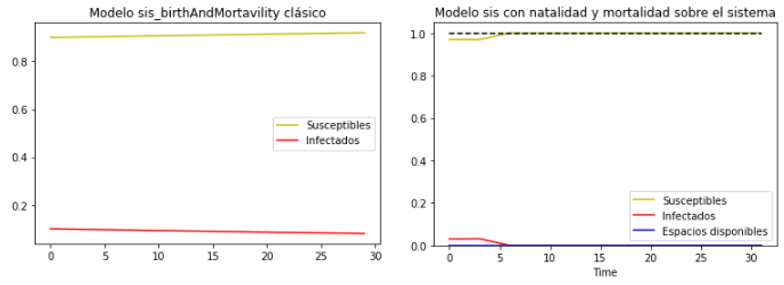 Modelo sis_birthAndMortavility clásico
0.8
0.6
0.4
0.2
Susceptibles
Infectados
0 5 10 15 20 25 30
Modelo sis con natalidad y mortalidad sobre el sistema
1.0
0.8
0.6
0.4
0.2
0.0
Susceptibles
Infectados
Espacios disponibles
0 5 10 15 20 25 30
Time